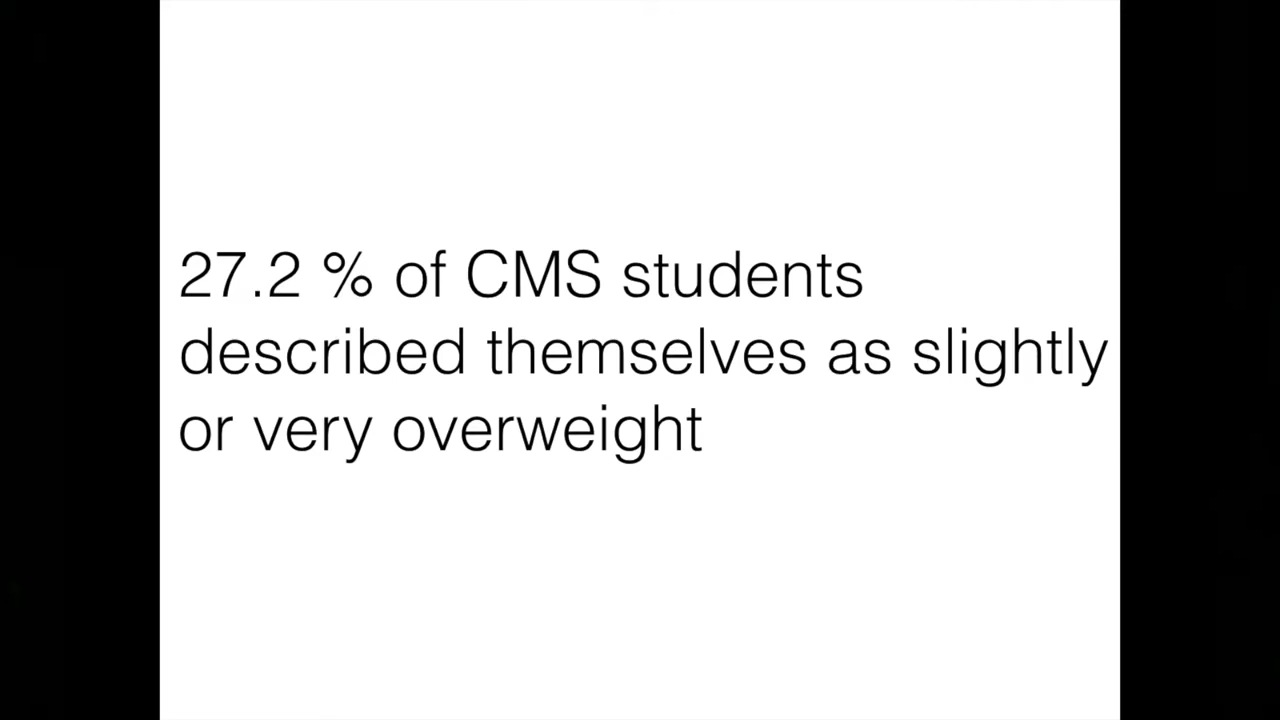 27.2 % of CMS students
described themselves as slightly
or very overweight